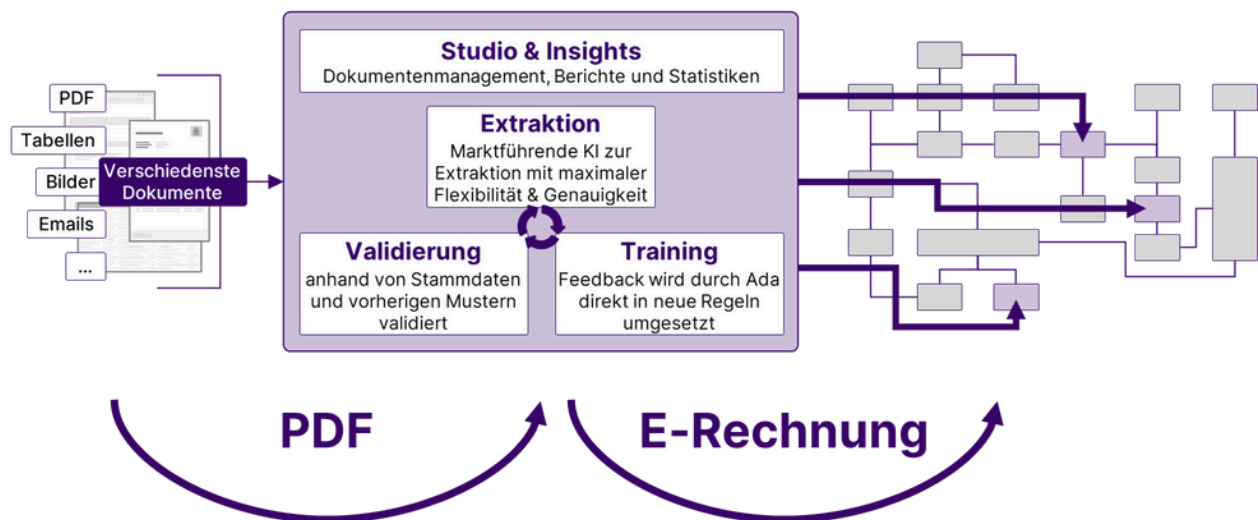 PDF
Tabellen
Bilder
Emails
...
Verschiedenste
Dokumente
Studio & Insights
Dokumentenmanagement, Berichte und Statistiken
Extraktion
Marktführende KI zur
Extraktion mit maximaler
Flexibilität & Genauigkeit
Validierung
anhand von Stammdaten
und vorherigen Mustern
validiert
Training
Feedback wird durch Ada
direkt in neue Regeln
umgesetzt
PDF
E-Rechnung